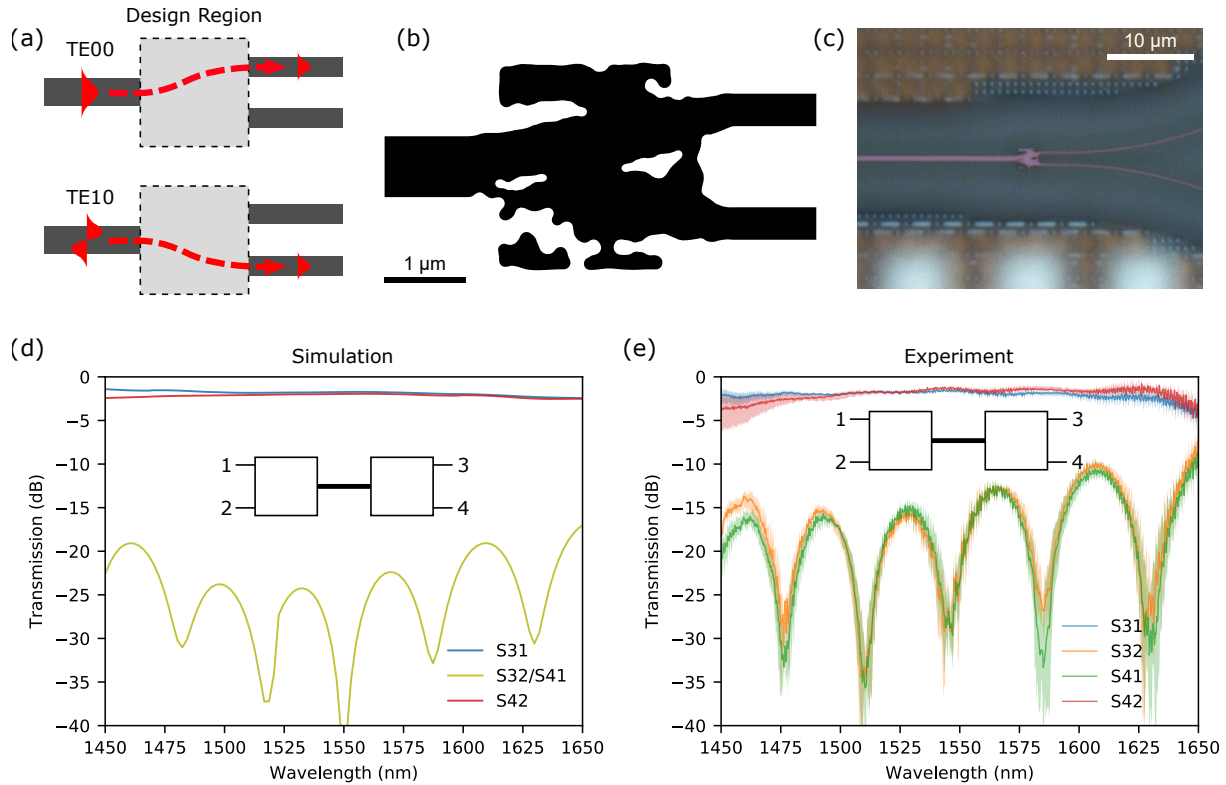 Design Region
(a)
TE00
TE10
(b)
1 µm
(c)
10 µm
(d)
Simulation
0
−5
−10
−15
−20
−25
−30
−35
−40
Transmission (dB)
1
2
3
4
S31
S32/S41
S42
1450 1475 1500 1525 1550 1575 1600 1625 1650
Wavelength (nm)
(e)
Experiment
0
−5
−10
−15
−20
−25
−30
−35
−40
Transmission (dB)
1
2
3
4
S31
S32
S41
S42
1450 1475 1500 1525 1550 1575 1600 1625 1650
Wavelength (nm)